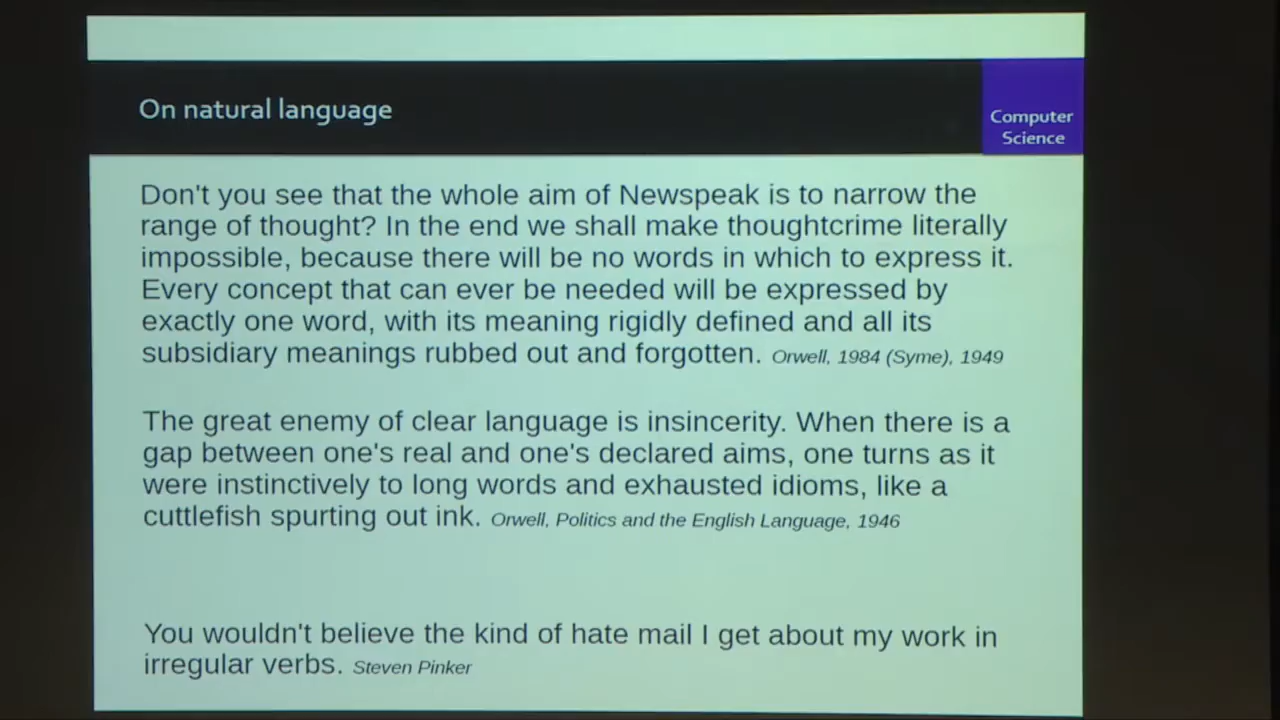 On natural language
Computer
Science
Don't you see that the whole aim of Newspeak is to narrow the
range of thought? In the end we shall make thoughtcrime literally
impossible, because there will be no words in which to express it.
Every concept that can ever be needed will be expressed by
exactly one word, with its meaning rigidly defined and all its
subsidiary meanings rubbed out and forgotten. Orwell, 1984 (Syme), 1949
The great enemy of clear language is insincerity. When there is a
gap between one's real and one's declared aims, one turns as it
were instinctively to long words and exhausted idioms, like a
cuttlefish spurting out ink. Orwell, Politics and the English Language, 1946
You wouldn't believe the kind of hate mail I get about my work in
irregular verbs. Steven Pinker